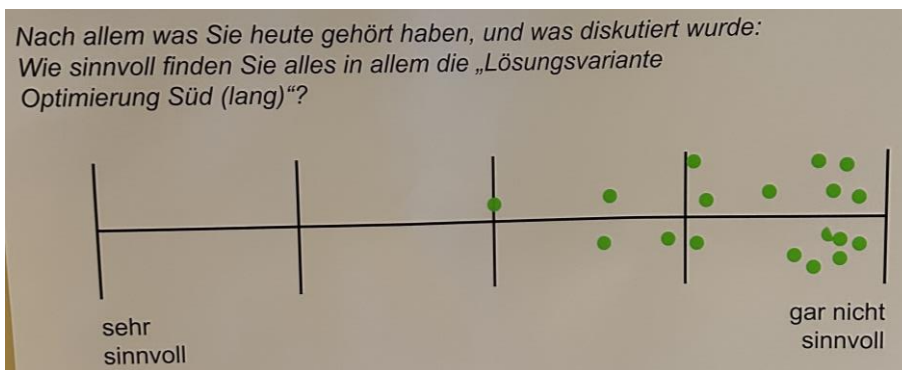 Nach allem was Sie heute gehört haben, und was diskutiert wurde:
Wie sinnvoll finden Sie alles in allem die „Lösungsvariante
Optimierung Süd (lang)“?
sehr
sinnvoll
gar nicht
sinnvoll